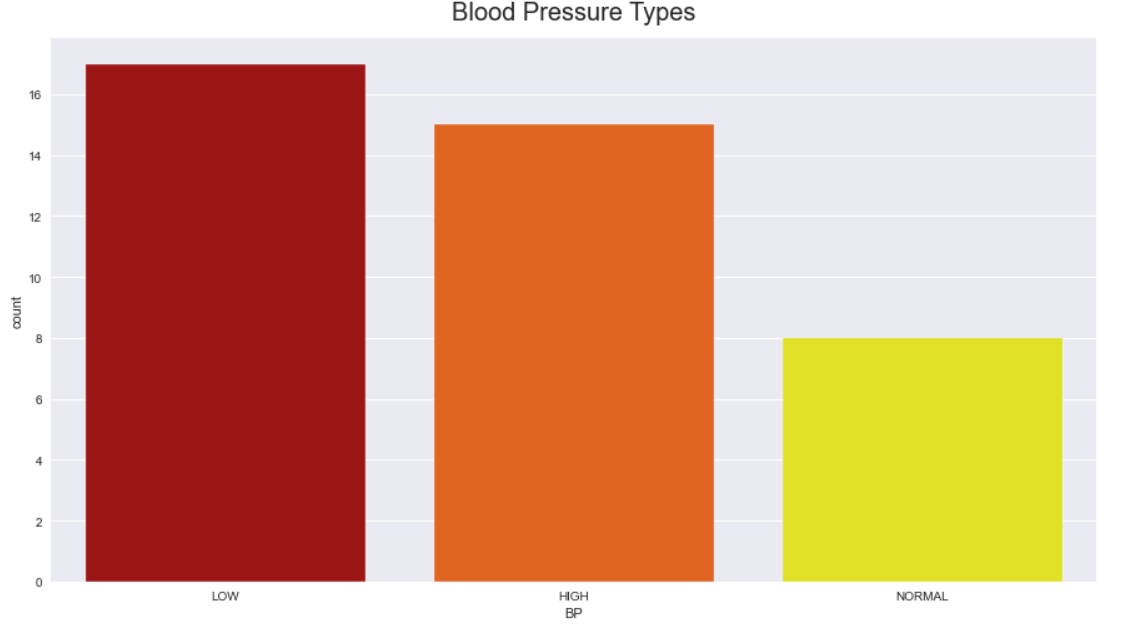 Blood Pressure Types
count
16
14
12
10
8
6
4
2
0
LOW
HIGH
NORMAL
BP